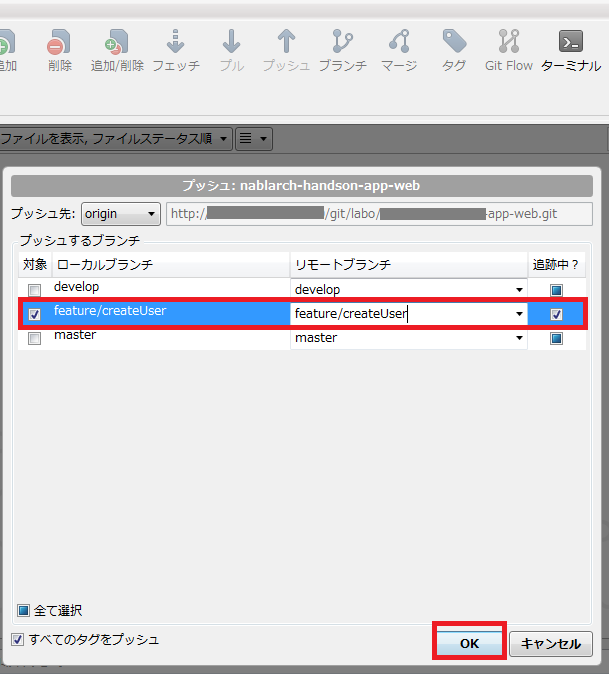 追加 削除 追加/削除 フェッチ プル プッシュ ブランチ マージ タグ Git Flow ターミナル
ファイルを表示, ファイルステータス順
プッシュ: nablarch-handson-app-web
プッシュ先: origin http:// /git/labo/ -app-web.git
プッシュするブランチ
対象 ローカルブランチ リモートブランチ 追跡中？
develop develop
feature/createUser feature/createUser
master master
全て選択
すべてのタグをプッシュ
OK キャンセル